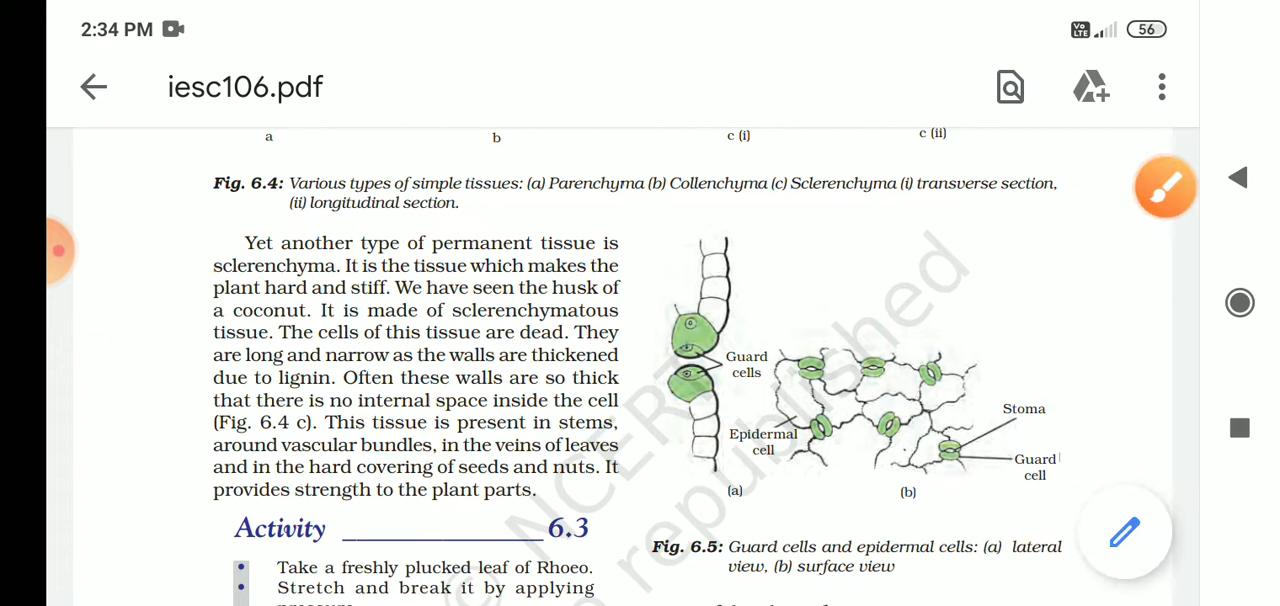 2:34 PM
Vo LTE
56
iesc106.pdf
a b c (i) c (ii)
Fig. 6.4: Various types of simple tissues: (a) Parenchyma (b) Collenchyma (c) Sclerenchyma (i) transverse section,
(ii) longitudinal section.
Yet another type of permanent tissue is
sclerenchyma. It is the tissue which makes the
plant hard and stiff. We have seen the husk of
a coconut. It is made of sclerenchymatous
tissue. The cells of this tissue are dead. They
are long and narrow as the walls are thickened
due to lignin. Often these walls are so thick
that there is no internal space inside the cell
(Fig. 6.4 c). This tissue is present in stems,
around vascular bundles, in the veins of leaves
and in the hard covering of seeds and nuts. It
provides strength to the plant parts.
Activity 6.3
• Take a freshly plucked leaf of Rhoeo.
• Stretch and break it by applying
Guard
cells
Epidermal
cell
Stoma
Guard
cell
(a)
(b)
Fig. 6.5: Guard cells and epidermal cells: (a) lateral
view, (b) surface view
© NCERT
republished